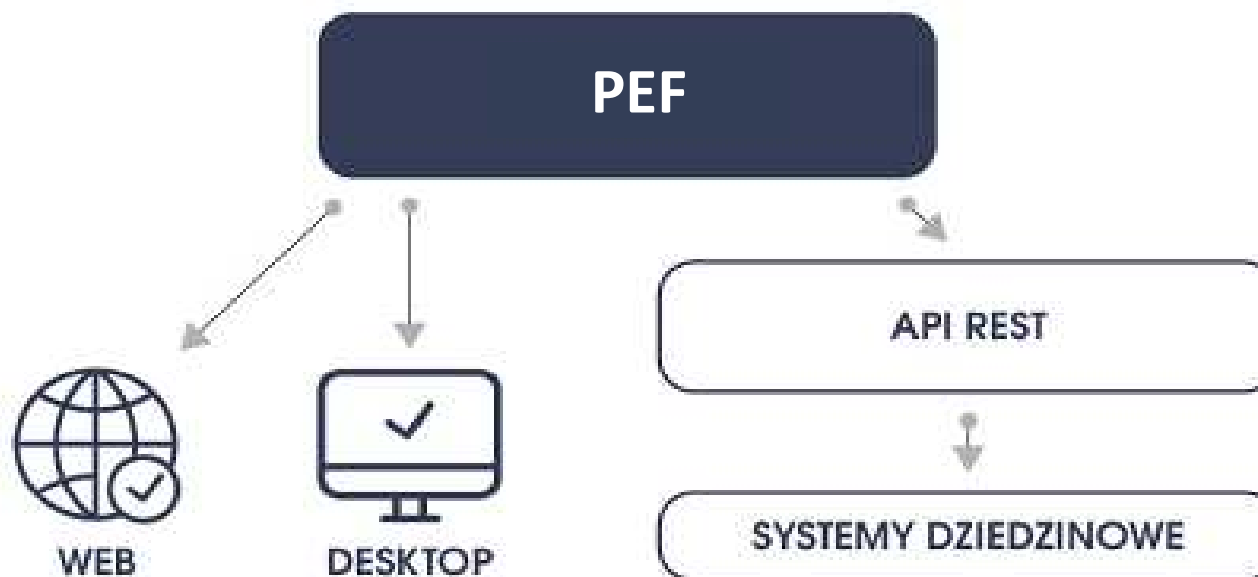 PEF
API REST
SYSTEMY DZIEDZINOWE
WEB
DESKTOP